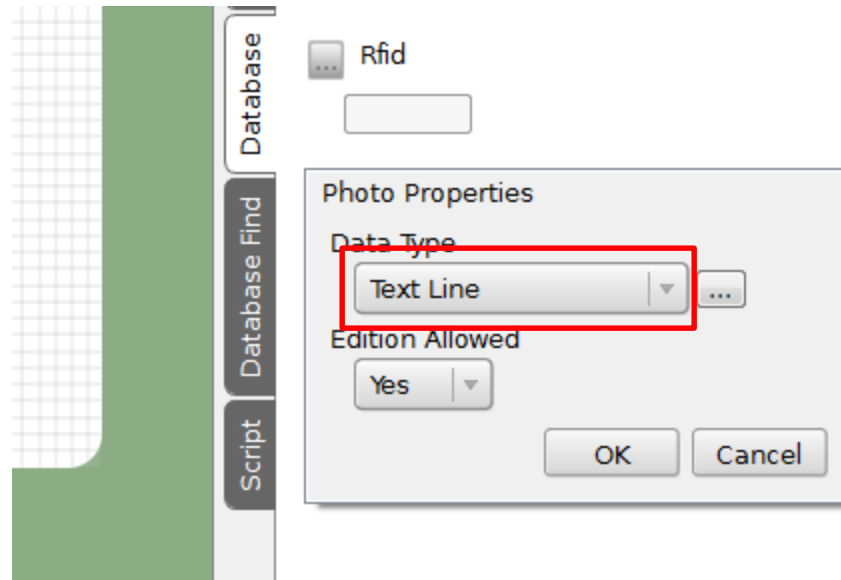 Database
Database Find
Script
... Rfid
Photo Properties
Data Type
Text Line ...
Edition Allowed
Yes
OK Cancel